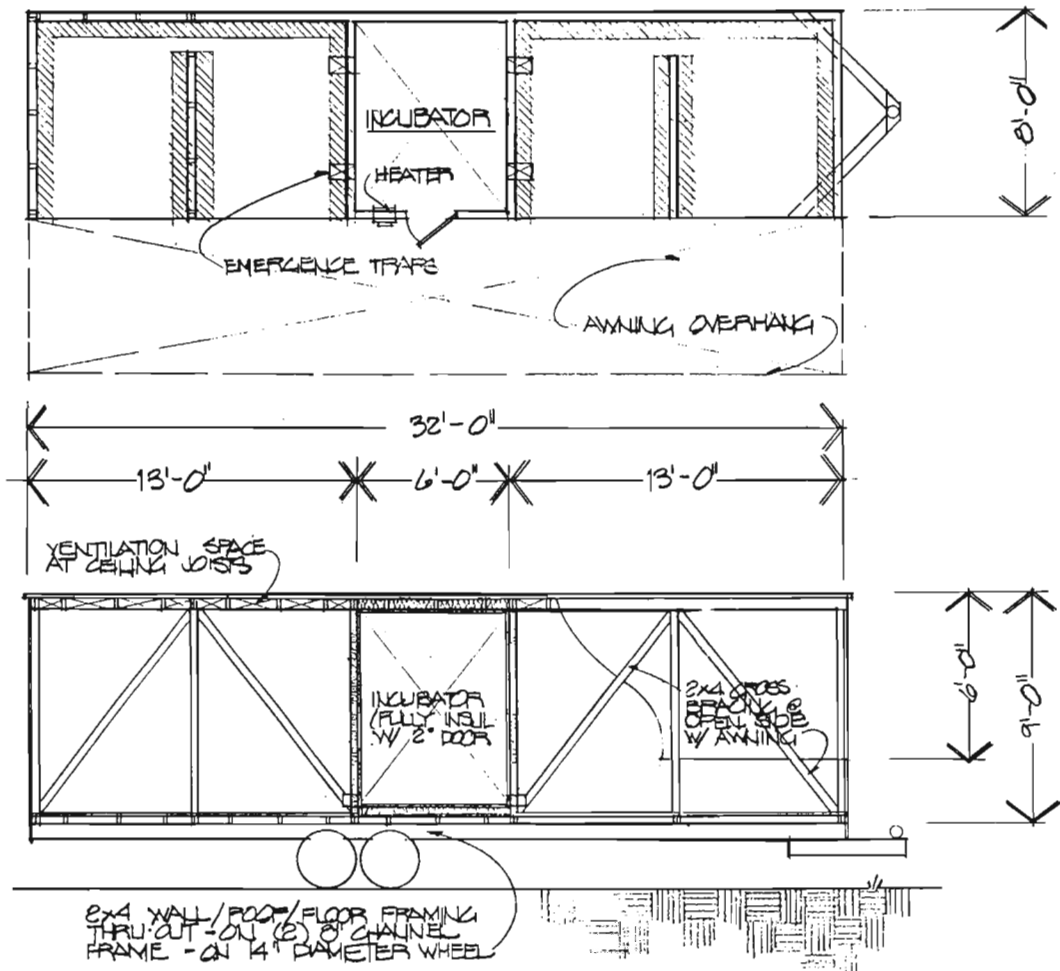 8'-0"
INCUBATOR
HEATER
EMERGENCE TRAPS
AWNING OVERHANG
32'-0"
13'-0"
6'-0"
13'-0"
VENTILATION SPACE
AT CEILING JOISTS
INCUBATOR
(FULLY INSUL
W/ 2" DOOR
2x4 CROSS
BRACING @
OPEN SIDE
W/ AWNING
6'-0"
9'-0"
2x4 WALL/ROOF/FLOOR FRAMING
THRU-OUT - ON (2) 8" CHANNEL
FRAME - ON 14" DIAMETER WHEEL